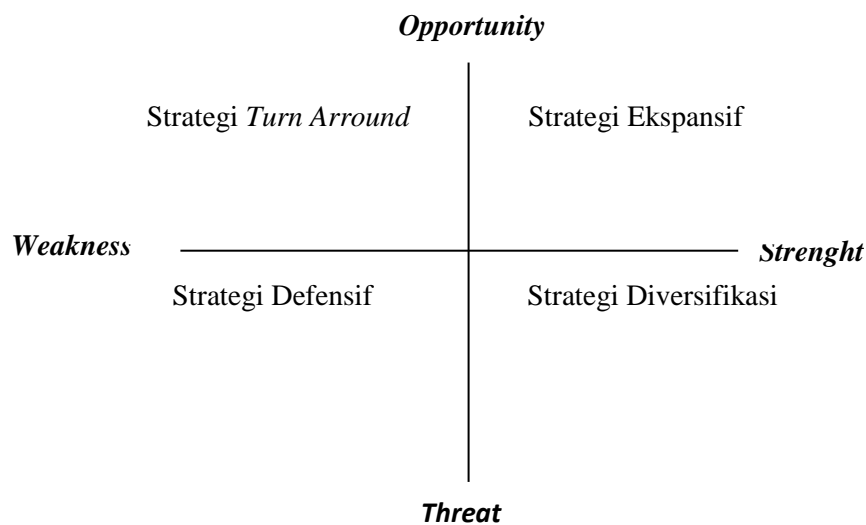 Opportunity
Strategi Turn Arround Strategi Ekspansif
Weakness Strenght
Strategi Defensif Strategi Diversifikasi
Threat